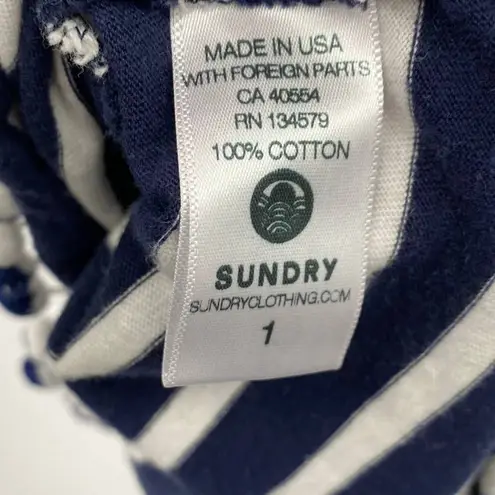 MADE IN USA
WITH FOREIGN PARTS
CA 40554
RN 134579
100% COTTON
SUNDRY
SUNDRYCLOTHING.COM
1